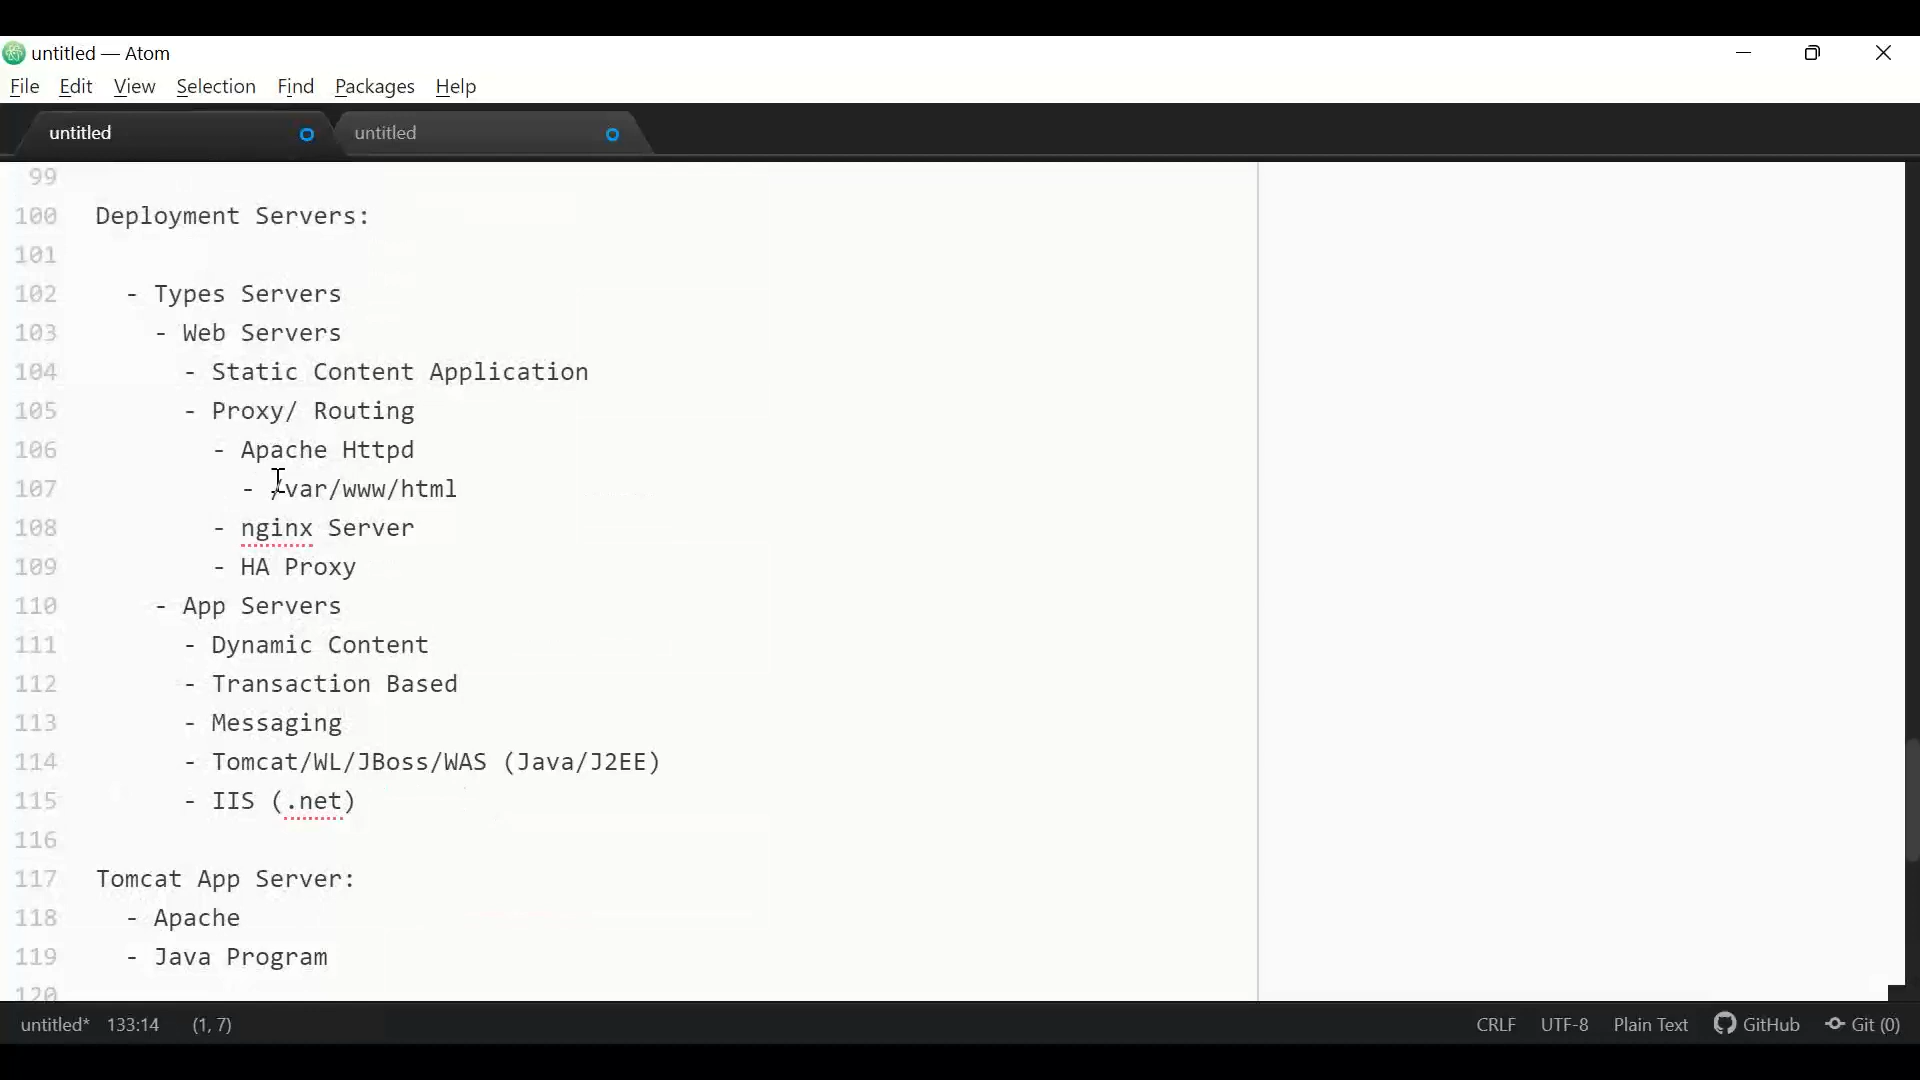 untitled — Atom
File Edit View Selection Find Packages Help
untitled untitled
99
100 Deployment Servers:
101
102 - Types Servers
103 - Web Servers
104 - Static Content Application
105 - Proxy/ Routing
106 - Apache Httpd
107 - /var/www/html
108 - nginx Server
109 - HA Proxy
110 - App Servers
111 - Dynamic Content
112 - Transaction Based
113 - Messaging
114 - Tomcat/WL/JBoss/WAS (Java/J2EE)
115 - IIS (.net)
116
117 Tomcat App Server:
118 - Apache
119 - Java Program
120
untitled* 133:14 (1, 7) CRLF UTF-8 Plain Text GitHub Git (0)